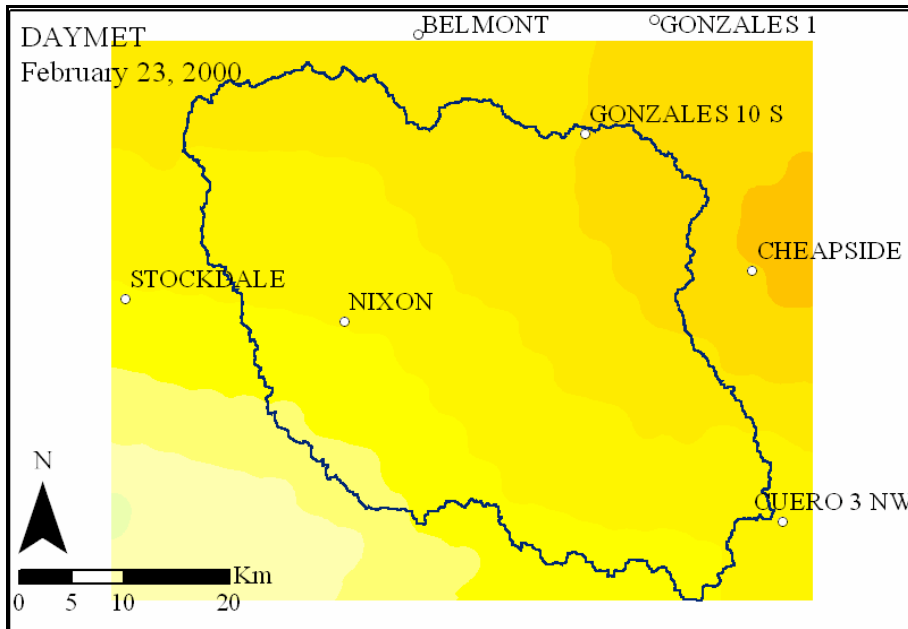 DAYMET
February 23, 2000
BELMONT
GONZALES 1
GONZALES 10 S
CHEAPSIDE
STOCKDALE
NIXON
CUERO 3 NW
N
Km
0 5 10 20